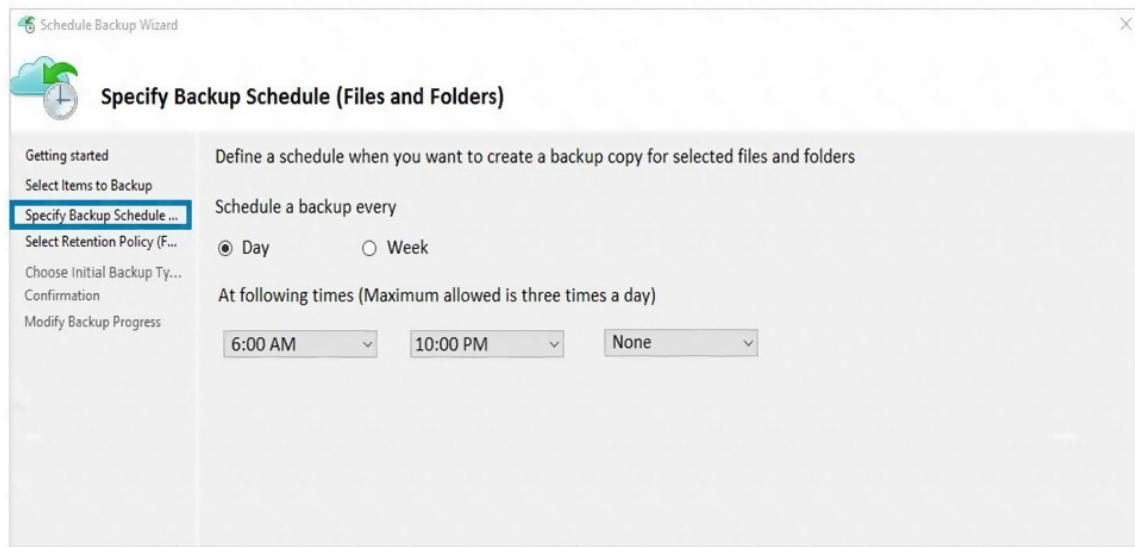 Schedule Backup Wizard
Specify Backup Schedule (Files and Folders)
Getting started
Select Items to Backup
Specify Backup Schedule ...
Select Retention Policy (F...
Choose Initial Backup Ty...
Confirmation
Modify Backup Progress
Define a schedule when you want to create a backup copy for selected files and folders
Schedule a backup every
Day Week
At following times (Maximum allowed is three times a day)
6:00 AM 10:00 PM None